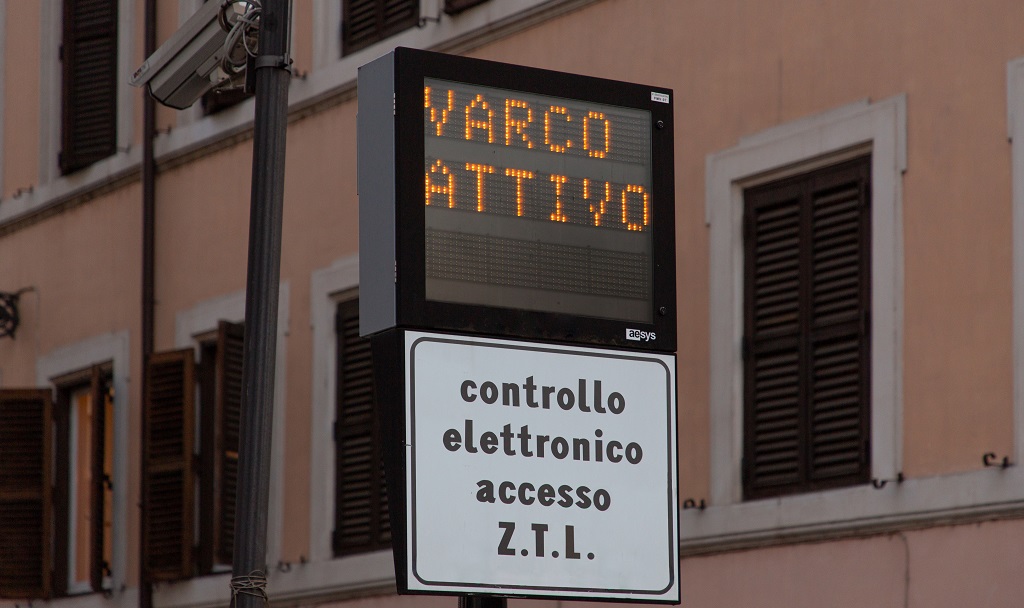 VARCO
ATTIVO
aesys
controllo
elettronico
accesso
Z.T.L.